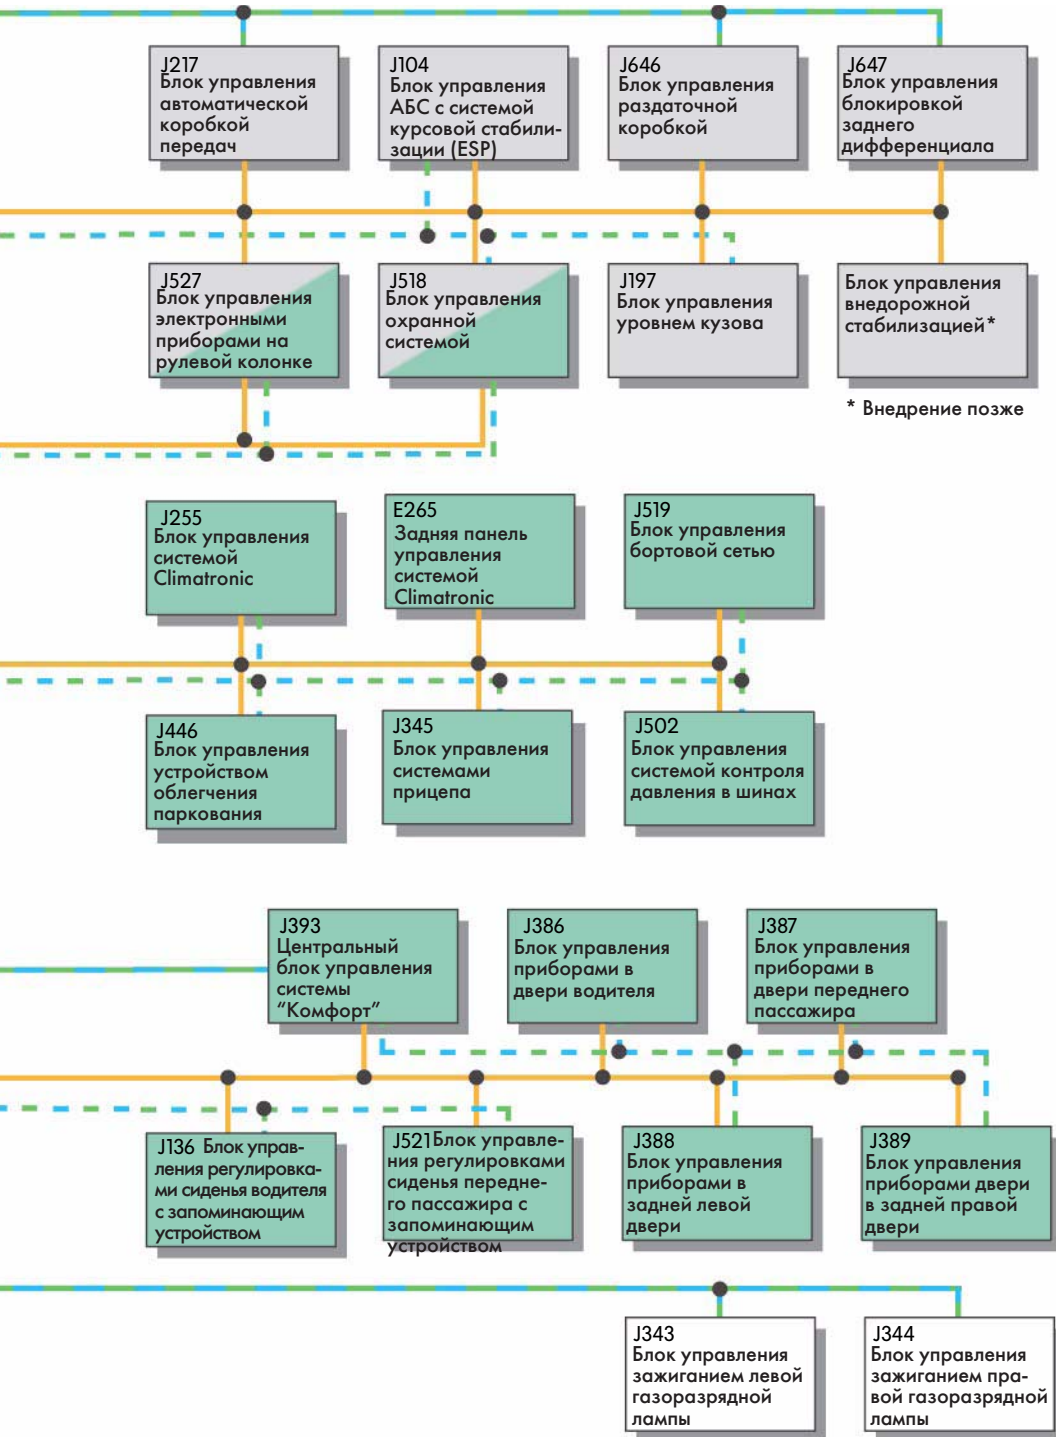 J217
Блок управления
автоматической
коробкой
передач
J104
Блок управления
АБС с системой
курсовой стабили-
зации (ESP)
J646
Блок управления
раздаточной
коробкой
J647
Блок управления
блокировкой
заднего
дифференциала
J527
Блок управления
электронными
приборами на
рулевой колонке
J518
Блок управления
охранной
системой
J197
Блок управления
уровнем кузова
Блок управления
внедорожной
стабилизацией*
* Внедрение позже
J255
Блок управления
системой
Climatronic
E265
Задняя панель
управления
системой
Climatronic
J519
Блок управления
бортовой сетью
J446
Блок управления
устройством
облегчения
паркования
J345
Блок управления
системами
прицепа
J502
Блок управления
системой контроля
давления в шинах
J393
Центральный
блок управления
системы
“Комфорт”
J386
Блок управления
приборами в
двери водителя
J387
Блок управления
приборами в
двери переднего
пассажира
J136 Блок управ-
ления регулировка-
ми сиденья водителя
с запоминающим
устройством
J521Блок управле-
ния регулировками
сиденья передне-
го пассажира с
запоминающим
устройством
J388
Блок управления
приборами в
задней левой
двери
J389
Блок управления
приборами двери
в задней правой
двери
J343
Блок управления
зажиганием левой
газоразрядной
лампы
J344
Блок управления
зажиганием пра-
вой газоразрядной
лампы